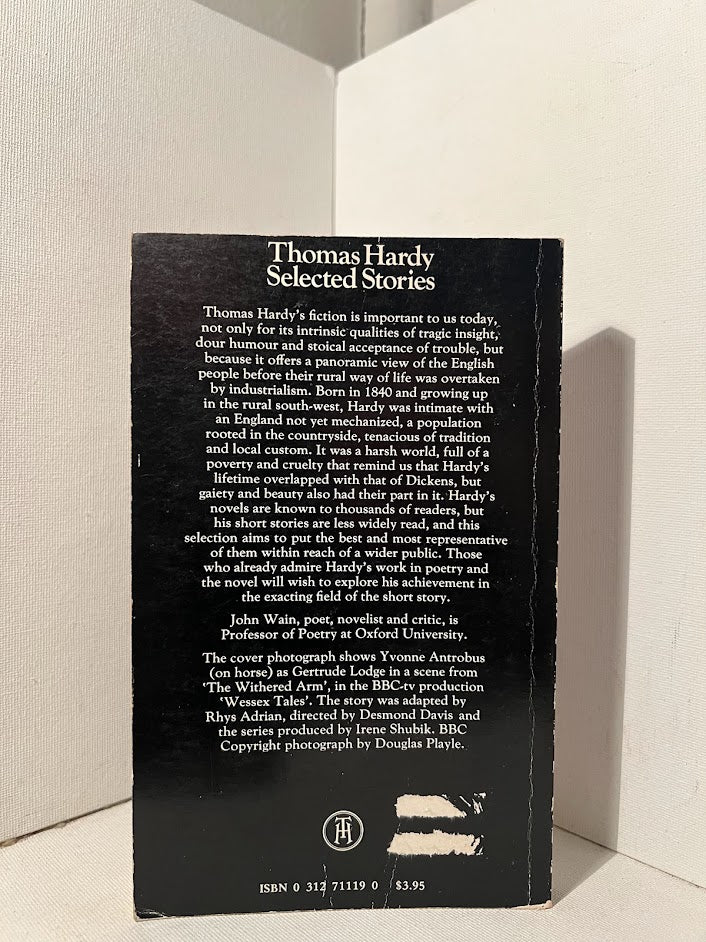 Thomas Hardy
Selected Stories
Thomas Hardy's fiction is important to us today,
not only for its intrinsic qualities of tragic insight,
dour humour and stoical acceptance of trouble, but
because it offers a panoramic view of the English
people before their rural way of life was overtaken
by industrialism. Born in 1840 and growing up
in the rural south-west, Hardy was intimate with
an England not yet mechanized, a population
rooted in the countryside, tenacious of tradition
and local custom. It was a harsh world, full of a
poverty and cruelty that remind us that Hardy's
lifetime overlapped with that of Dickens, but
gaiety and beauty also had their part in it. Hardy's
novels are known to thousands of readers, but
his short stories are less widely read, and this
selection aims to put the best and most representative
of them within reach of a wider public. Those
who already admire Hardy's work in poetry and
the novel will wish to explore his achievement in
the exacting field of the short story.
John Wain, poet, novelist and critic, is
Professor of Poetry at Oxford University.
The cover photograph shows Yvonne Antrobus
(on horse) as Gertrude Lodge in a scene from
'The Withered Arm', in the BBC-tv production
'Wessex Tales'. The story was adapted by
Rhys Adrian, directed by Desmond Davis and
the series produced by Irene Shubik. BBC
Copyright photograph by Douglas Playle.
TH
ISBN 0 312 71119 0 $3.95